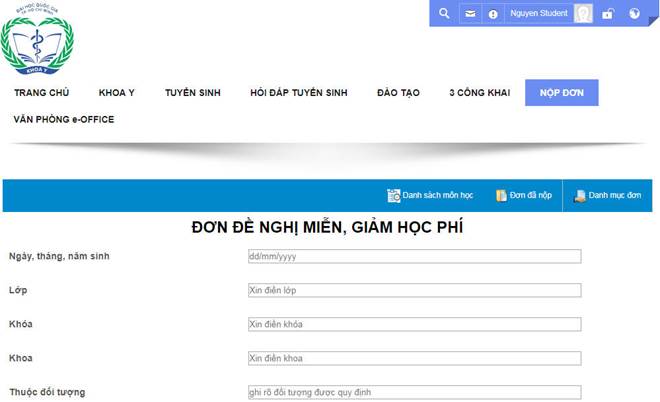 ĐẠI HỌC QUỐC GIA
TP. HỒ CHÍ MINH
KHOA Y
Nguyen Student
TRANG CHỦ KHOA Y TUYỂN SINH HỎI ĐÁP TUYỂN SINH ĐÀO TẠO 3 CÔNG KHAI NỘP ĐƠN
VĂN PHÒNG e-OFFICE
Danh sách môn học Đơn đã nộp Danh mục đơn
ĐƠN ĐỀ NGHỊ MIỄN, GIẢM HỌC PHÍ
Ngày, tháng, năm sinh dd/mm/yyyy
Lớp Xin điền lớp
Khóa Xin điền khóa
Khoa Xin điền khoa
Thuộc đối tượng ghi rõ đối tượng được quy định